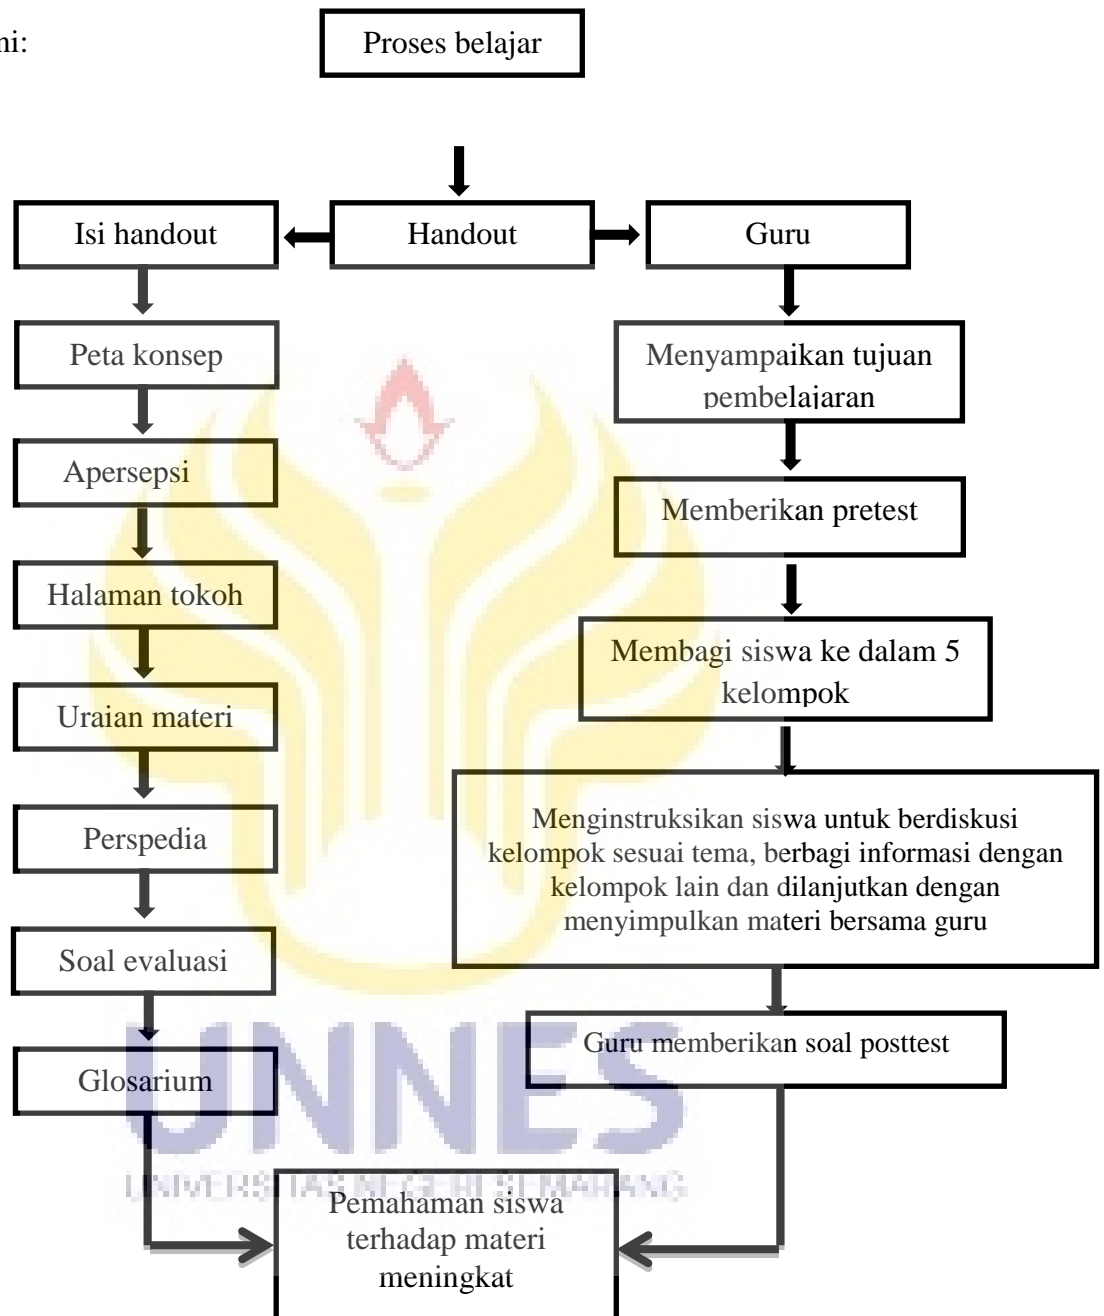 ni:
Proses belajar
Isi handout
Handout
Guru
Peta konsep
Apersepsi
Halaman tokoh
Uraian materi
Perspedia
Soal evaluasi
Glosarium
Menyampaikan tujuan
pembelajaran
Memberikan pretest
Membagi siswa ke dalam 5
kelompok
Menginstruksikan siswa untuk berdiskusi
kelompok sesuai tema, berbagi informasi dengan
kelompok lain dan dilanjutkan dengan
menyimpulkan materi bersama guru
Guru memberikan soal posttest
Pemahaman siswa
terhadap materi
meningkat
UNNES
UNIVERSITAS NEGERI SEMARANG